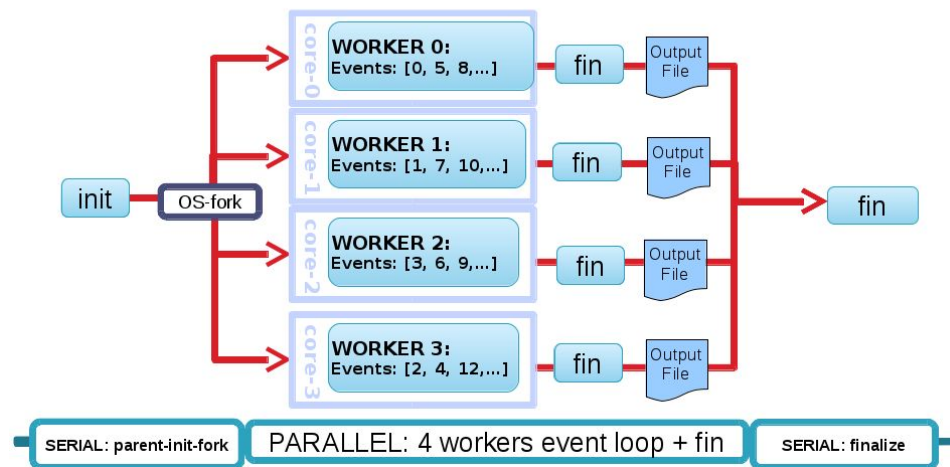 init
OS-fork
core-0
WORKER 0:
Events: [0, 5, 8,...]
fin
Output
File
core-1
WORKER 1:
Events: [1, 7, 10,...]
fin
Output
File
core-2
WORKER 2:
Events: [3, 6, 9,...]
fin
Output
File
core-3
WORKER 3:
Events: [2, 4, 12,...]
fin
Output
File
fin
SERIAL: parent-init-fork
PARALLEL: 4 workers event loop + fin
SERIAL: finalize